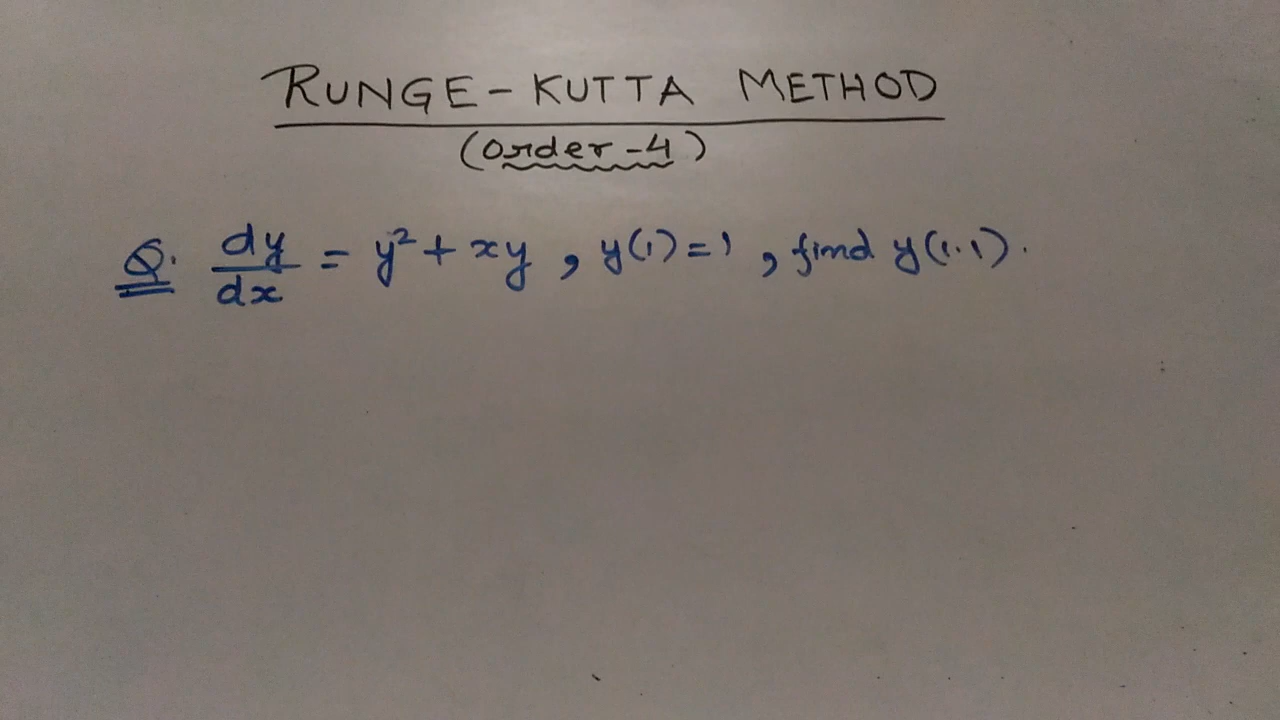 RUNGE-KUTTA METHOD
(order-4)
Q. dy/dx = y² + xy, y(1)=1, find y(1.1).